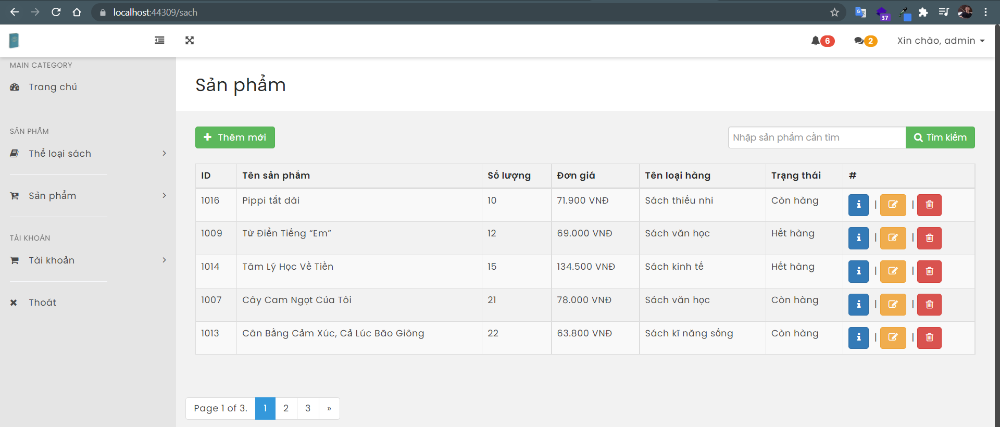 localhost:44309/sach
37
6
2
Xin chào, admin
MAIN CATEGORY
Trang chủ
SẢN PHẨM
Thể loại sách
Sản phẩm
TÀI KHOẢN
Tài khoản
Thoát
Sản phẩm
Thêm mới
Nhập sản phẩm cần tìm
Tìm kiếm
ID Tên sản phẩm Số lượng Đơn giá Tên loại hàng Trạng thái #
1016 Pippi tất dài 10 71.900 VNĐ Sách thiếu nhi Còn hàng | |
1009 Từ Điển Tiếng “Em” 12 69.000 VNĐ Sách văn học Hết hàng | |
1014 Tâm Lý Học Về Tiền 15 134.500 VNĐ Sách kinh tế Hết hàng | |
1007 Cây Cam Ngọt Của Tôi 21 78.000 VNĐ Sách văn học Còn hàng | |
1013 Cân Bằng Cảm Xúc, Cả Lúc Bão Giông 22 63.800 VNĐ Sách kĩ năng sống Còn hàng | |
Page 1 of 3. 1 2 3 »